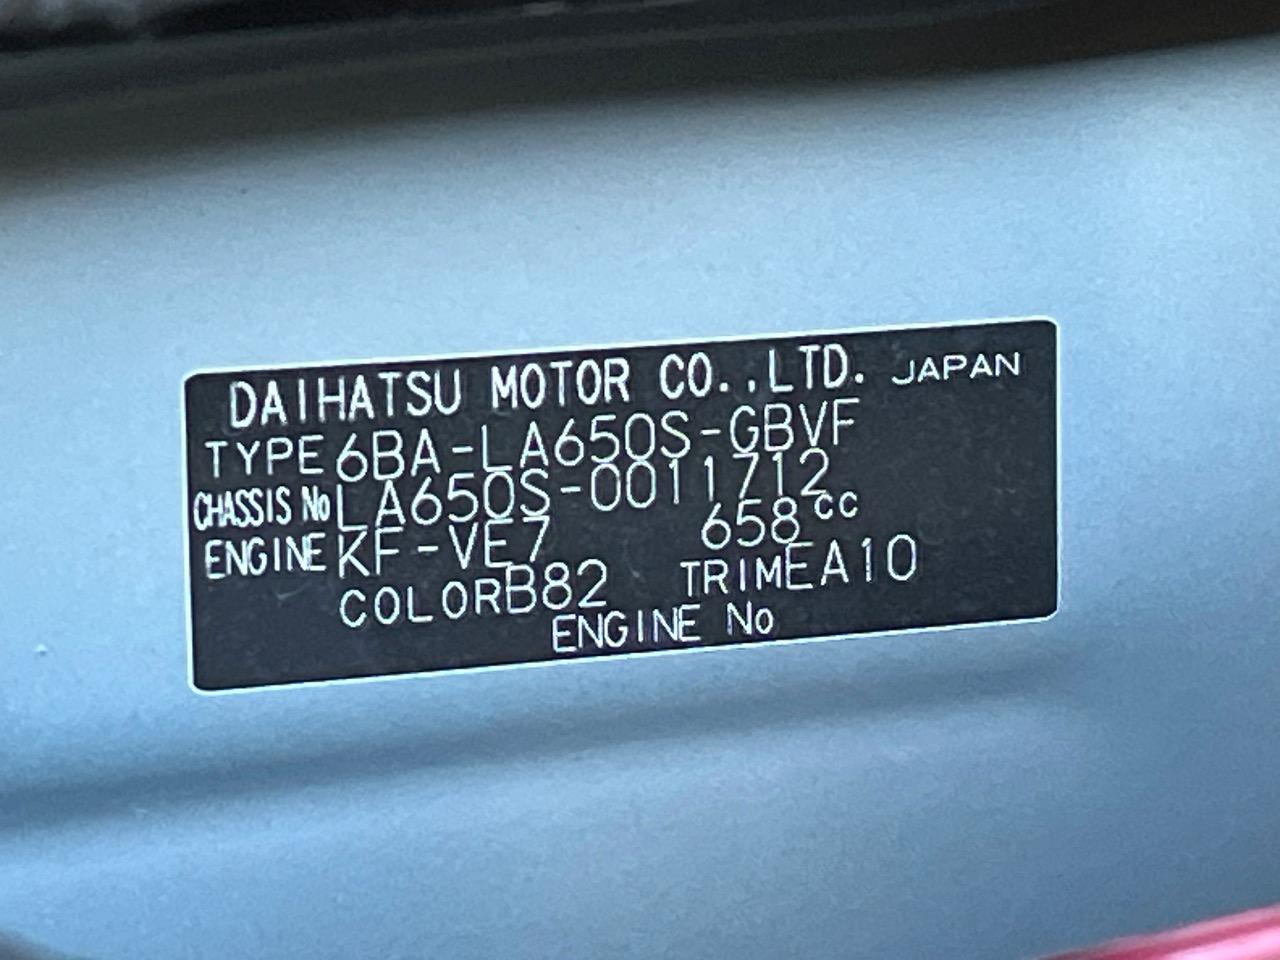 DAIHATSU MOTOR CO.,LTD. JAPAN
TYPE 6BA-LA650S-GBVF
CHASSIS No LA650S-0011712
ENGINE KF-VE7 658cc
COLOR B82 TRIM EA10
ENGINE No